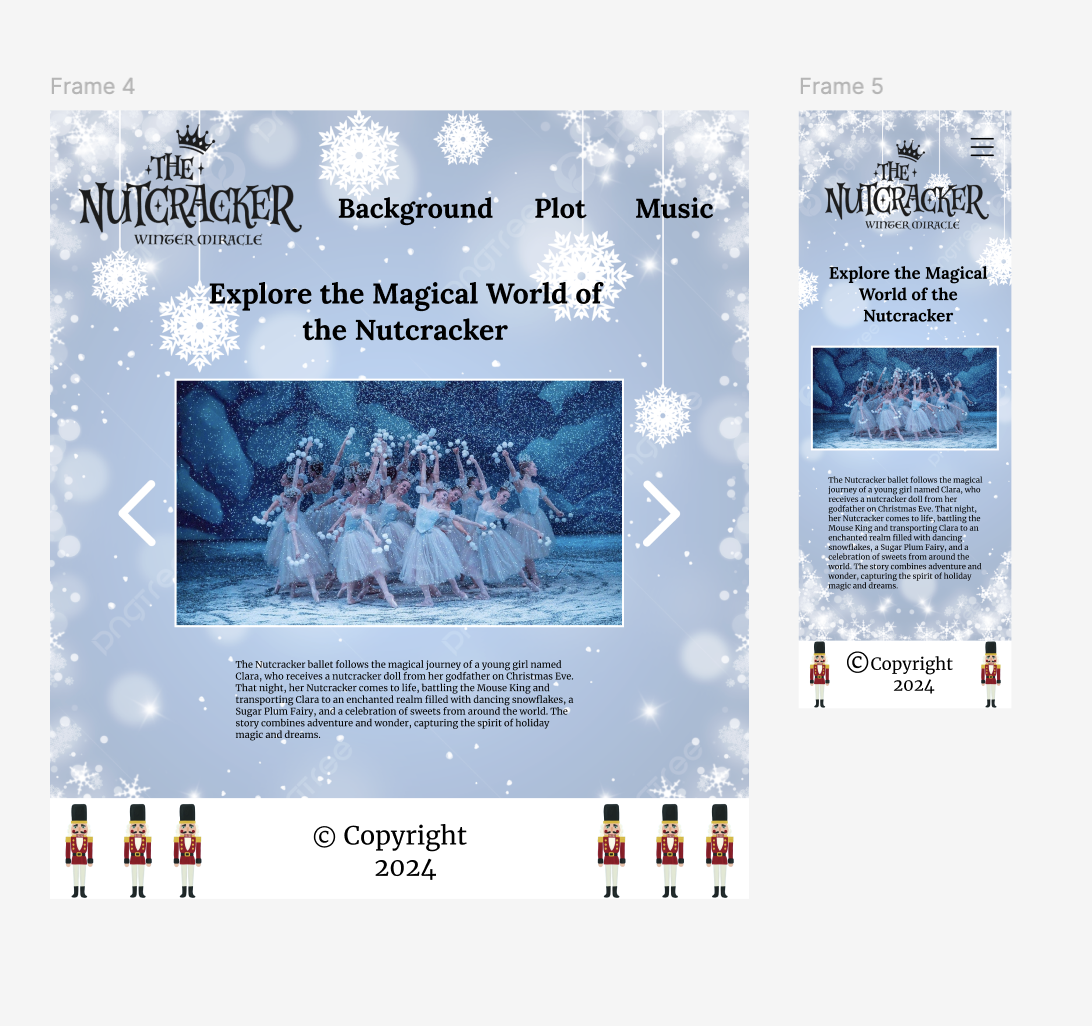 Frame 4
THE
NUTCRACKER
WINTER MIRACLE
Background Plot Music
Explore the Magical World of
the Nutcracker
The Nutcracker ballet follows the magical journey of a young girl named
Clara, who receives a nutcracker doll from her godfather on Christmas Eve.
That night, her Nutcracker comes to life, battling the Mouse King and
transporting Clara to an enchanted realm filled with dancing snowflakes, a
Sugar Plum Fairy, and a celebration of sweets from around the world. The
story combines adventure and wonder, capturing the spirit of holiday
magic and dreams.
© Copyright
2024
Frame 5
THE
NUTCRACKER
WINTER MIRACLE
Explore the Magical
World of the
Nutcracker
The Nutcracker ballet follows the magical
journey of a young girl named Clara, who
receives a nutcracker doll from her
godfather on Christmas Eve. That night,
her Nutcracker comes to life, battling the
Mouse King and transporting Clara to an
enchanted realm filled with dancing
snowflakes, a Sugar Plum Fairy, and a
celebration of sweets from around the
world. The story combines adventure and
wonder, capturing the spirit of holiday
magic and dreams.
©Copyright
2024